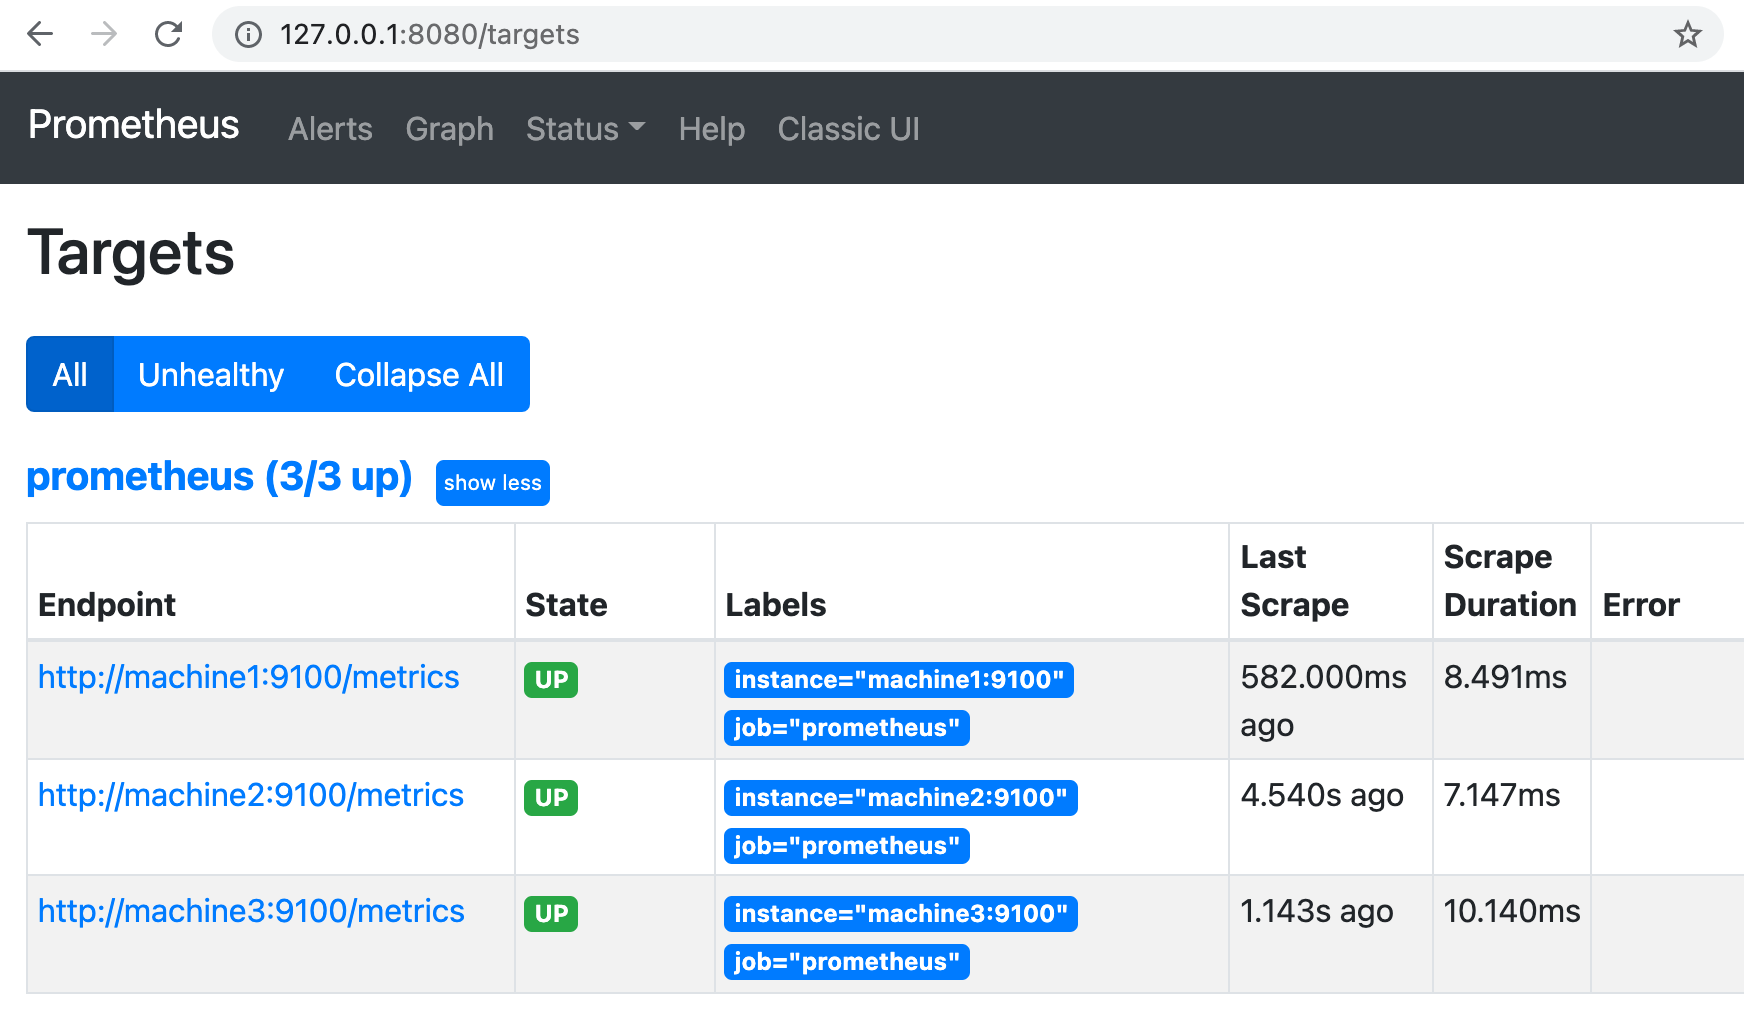 127.0.0.1:8080/targets
Prometheus Alerts Graph Status Help Classic UI
Targets
All Unhealthy Collapse All
prometheus (3/3 up) show less
Endpoint State Labels Last Scrape Scrape Duration Error
http://machine1:9100/metrics UP instance="machine1:9100" 582.000ms 8.491ms
job="prometheus" ago
http://machine2:9100/metrics UP instance="machine2:9100" 4.540s ago 7.147ms
job="prometheus"
http://machine3:9100/metrics UP instance="machine3:9100" 1.143s ago 10.140ms
job="prometheus"